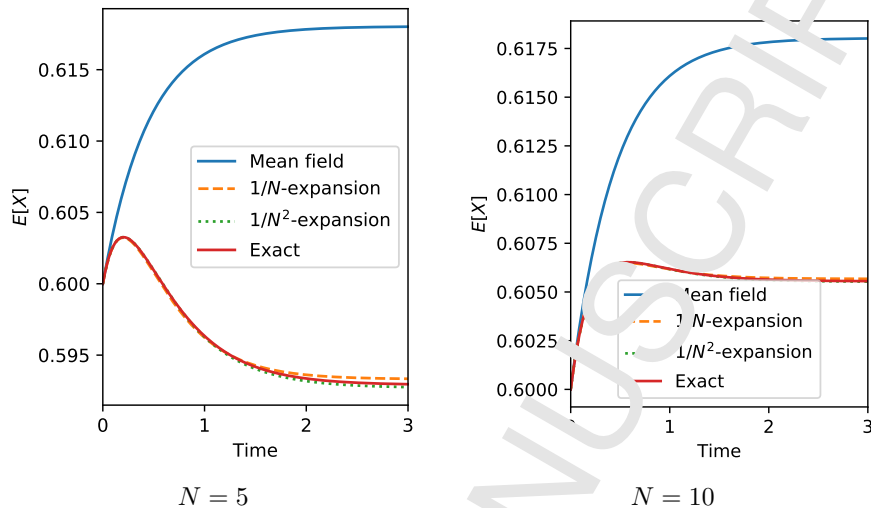 0.615
0.610
0.605
0.600
0.595
E[X]
Mean field
1/N-expansion
1/N²-expansion
Exact
0
1
2
3
Time
N = 5
0.6175
0.6150
0.6125
0.6100
0.6075
0.6050
0.6025
0.6000
E[X]
Mean field
1/N-expansion
1/N²-expansion
Exact
0
1
2
3
Time
N = 10
NUSCRIP